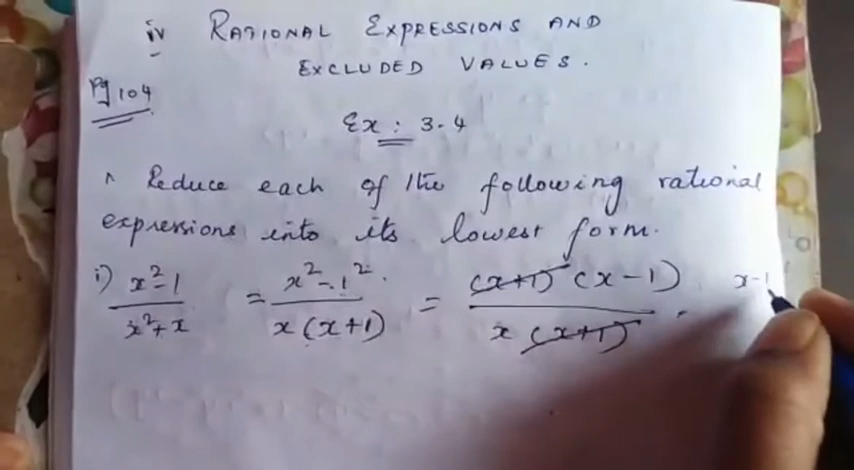 iv RATIONAL EXPRESSIONS AND
EXCLUDED VALUES.
Pg 104
Ex : 3.4
1. Reduce each of the following rational
expressions into its lowest form.
i) x²-1 / x²+x = x²-1² / x(x+1) = (x+1)(x-1) / x(x+1) = x-1